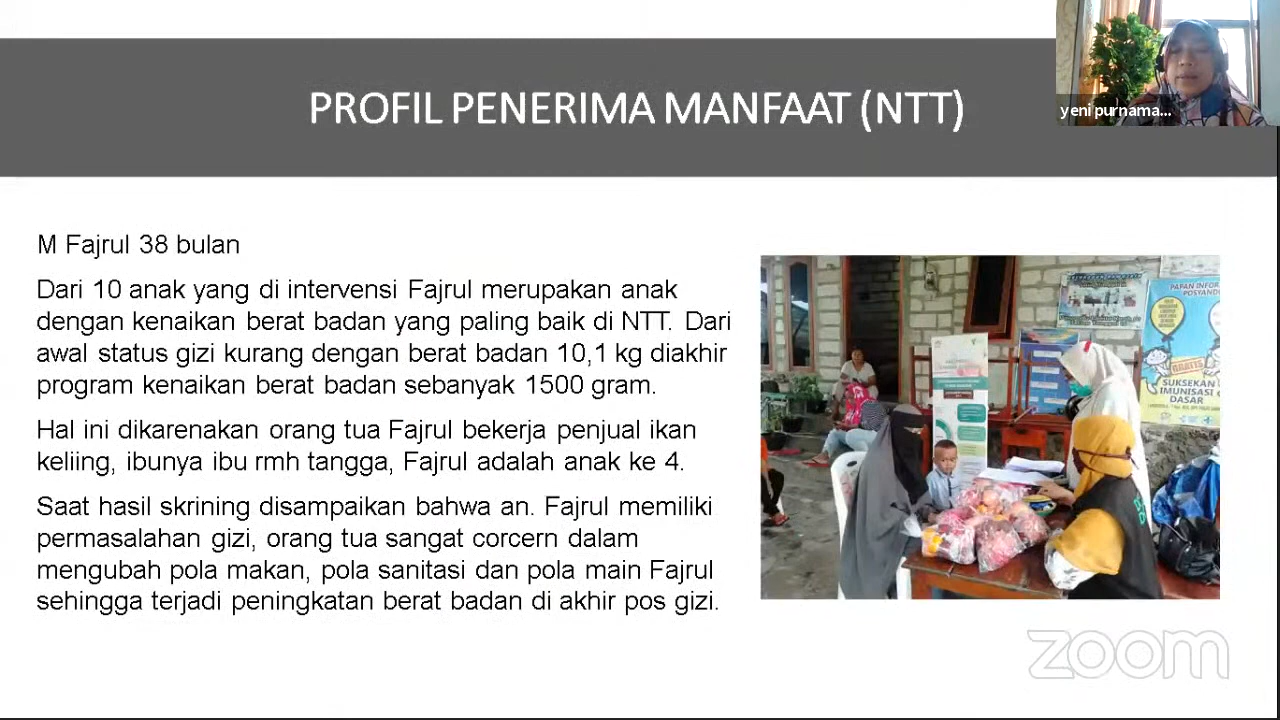 PROFIL PENERIMA MANFAAT (NTT)
yeni purnama...
M Fajrul 38 bulan
Dari 10 anak yang di intervensi Fajrul merupakan anak
dengan kenaikan berat badan yang paling baik di NTT. Dari
awal status gizi kurang dengan berat badan 10,1 kg diakhir
program kenaikan berat badan sebanyak 1500 gram.
Hal ini dikarenakan orang tua Fajrul bekerja penjual ikan
keliing, ibunya ibu rmh tangga, Fajrul adalah anak ke 4.
Saat hasil skrining disampaikan bahwa an. Fajrul memiliki
permasalahan gizi, orang tua sangat corcern dalam
mengubah pola makan, pola sanitasi dan pola main Fajrul
sehingga terjadi peningkatan berat badan di akhir pos gizi.
PAPAN INFOR
POSYAND
GRATIS
SUKSEKAN
IMUNISASI
DASAR
zoom